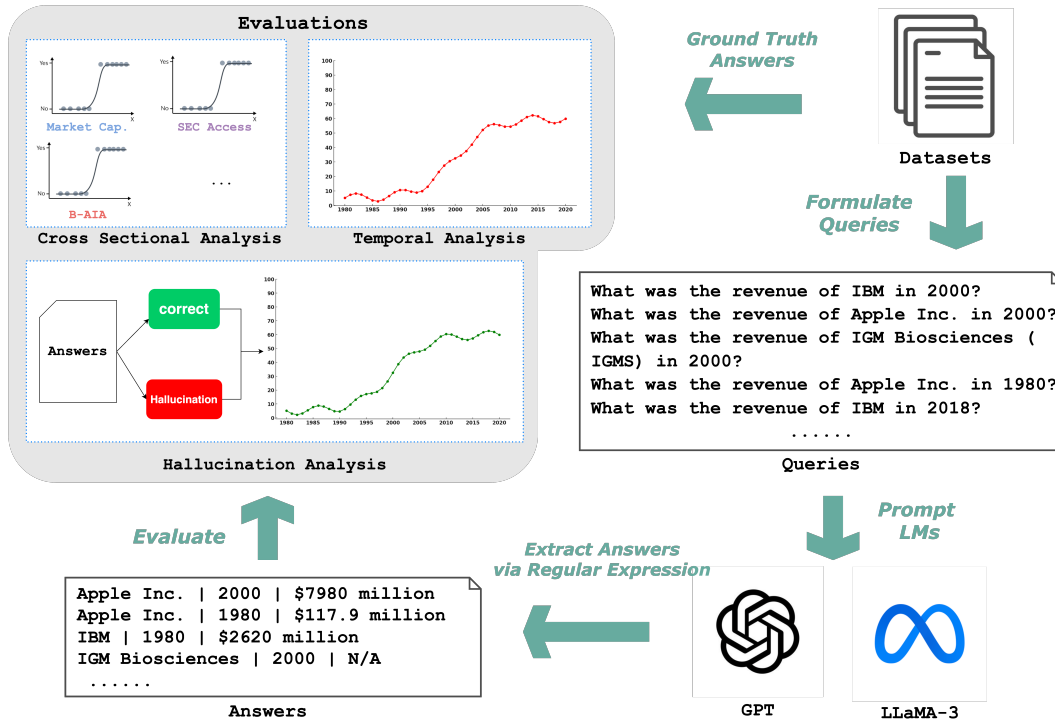 Evaluations
Yes
No
X
Market Cap.
Yes
No
X
SEC Access
Yes
No
X
B-AIA
...
Cross Sectional Analysis
100
90
80
70
60
50
40
30
20
10
0
1980 1985 1990 1995 2000 2005 2010 2015 2020
Temporal Analysis
Answers
correct
Hallucination
100
90
80
70
60
50
40
30
20
10
0
1980 1985 1990 1995 2000 2005 2010 2015 2020
Hallucination Analysis
Ground Truth
Answers
Datasets
Formulate
Queries
What was the revenue of IBM in 2000?
What was the revenue of Apple Inc. in 2000?
What was the revenue of IGM Biosciences (
IGMS) in 2000?
What was the revenue of Apple Inc. in 1980?
What was the revenue of IBM in 2018?
......
Queries
Prompt
LMs
GPT
LLaMA-3
Extract Answers
via Regular Expression
Evaluate
Apple Inc. | 2000 | $7980 million
Apple Inc. | 1980 | $117.9 million
IBM | 1980 | $2620 million
IGM Biosciences | 2000 | N/A
......
Answers